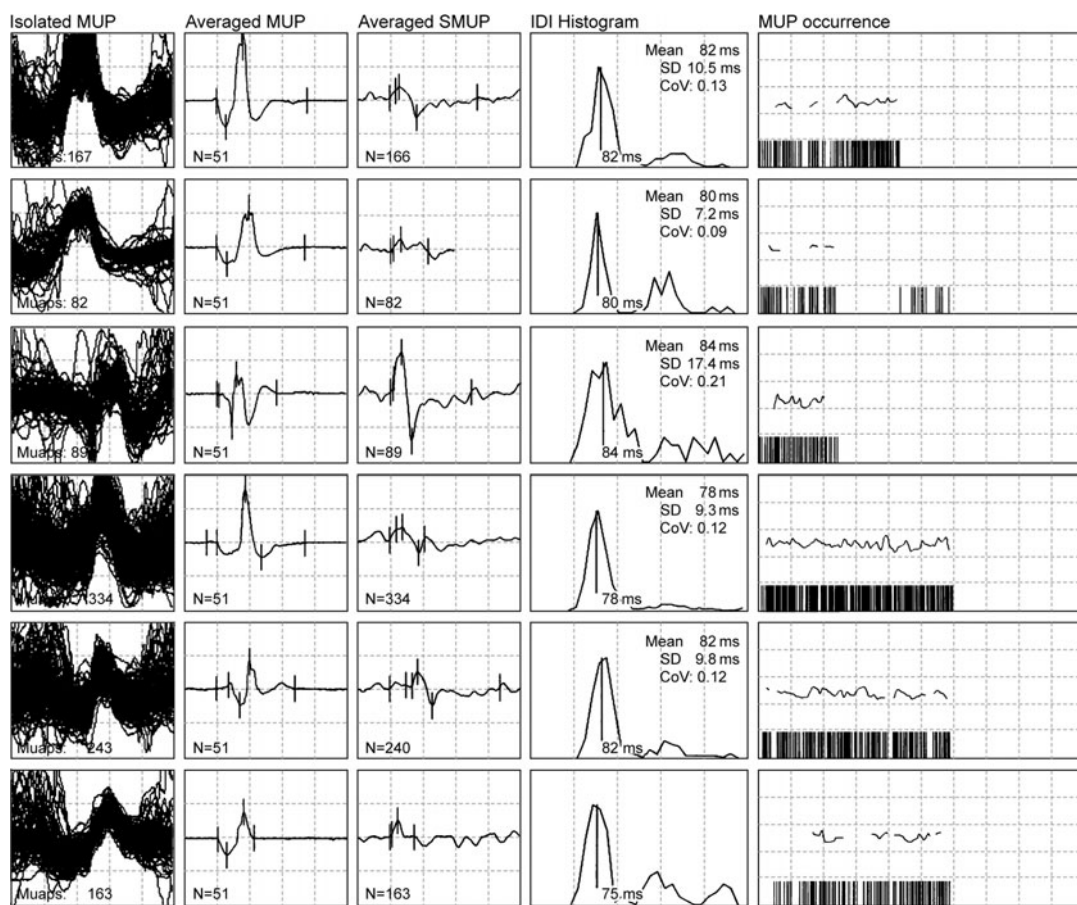 Isolated MUP Averaged MUP Averaged SMUP IDI Histogram MUP occurrence
Mean 82 ms
SD 10.5 ms
CoV: 0.13
Muaps: 167 N=51 N=166 82 ms
Mean 80 ms
SD 7.2 ms
CoV: 0.09
Muaps: 82 N=51 N=82 80 ms
Mean 84 ms
SD 17.4 ms
CoV: 0.21
Muaps: 89 N=51 N=89 84 ms
Mean 78 ms
SD 9.3 ms
CoV: 0.12
334 N=51 N=334 78 ms
Mean 82 ms
SD 9.8 ms
CoV: 0.12
Muaps: 243 N=51 N=240 82 ms
Muaps: 163 N=51 N=163 75 ms